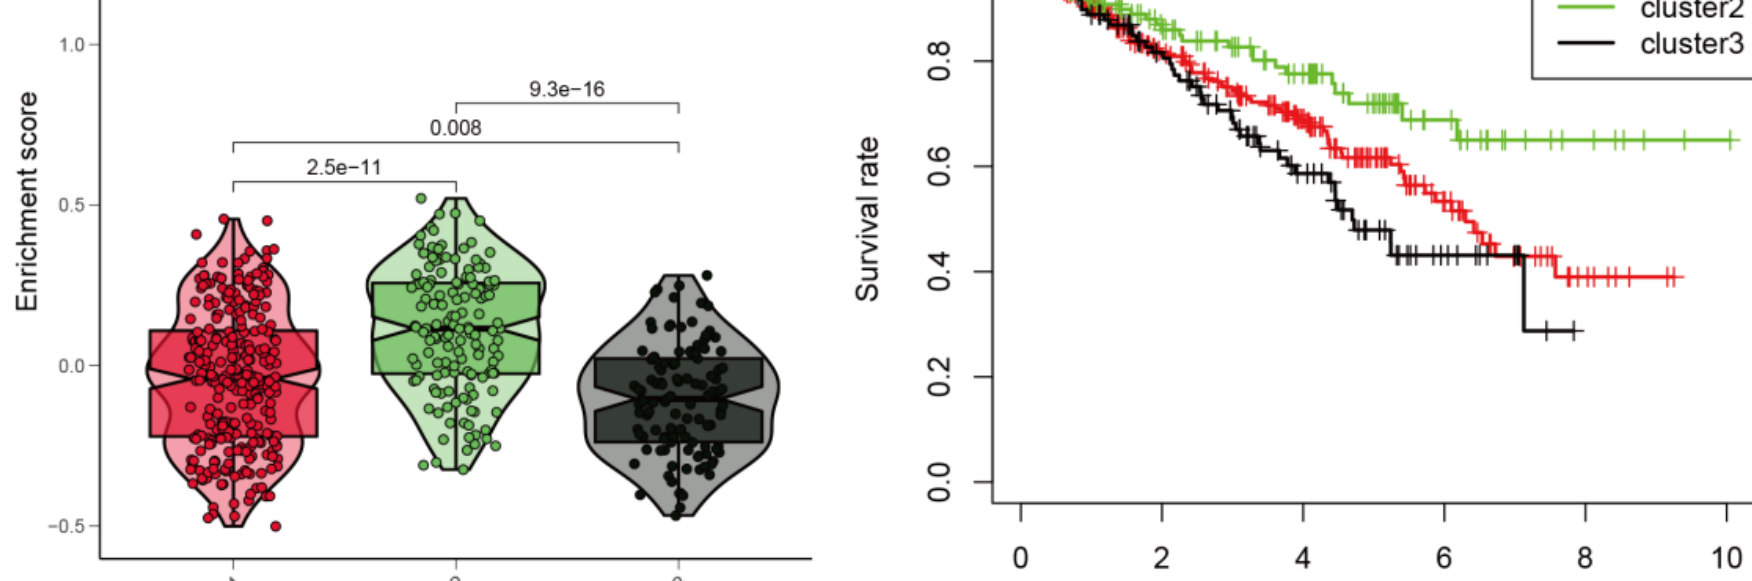 1.0
0.5
0.0
−0.5
Enrichment score
9.3e−16
0.008
2.5e−11
cluster2
cluster3
Survival rate
0.8
0.6
0.4
0.2
0.0
0 2 4 6 8 10